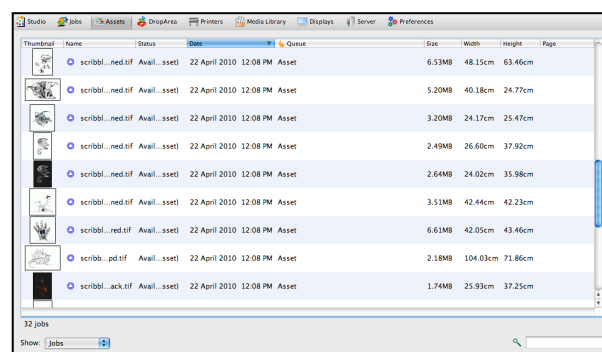 Studio Jobs Assets DropArea Printers Media Library Displays Server Preferences
Thumbnail Name Status Date Queue Size Width Height Page
scribbl...ned.tif Avail...sset) 22 April 2010 12:08 PM Asset 6.53MB 48.15cm 63.46cm
scribbl...ned.tif Avail...sset) 22 April 2010 12:08 PM Asset 5.20MB 40.18cm 24.77cm
scribbl...ned.tif Avail...sset) 22 April 2010 12:08 PM Asset 3.20MB 24.17cm 25.47cm
scribbl...ned.tif Avail...sset) 22 April 2010 12:08 PM Asset 2.49MB 26.60cm 37.92cm
scribbl...ned.tif Avail...sset) 22 April 2010 12:08 PM Asset 2.64MB 24.02cm 35.98cm
scribbl...ned.tif Avail...sset) 22 April 2010 12:08 PM Asset 3.51MB 42.44cm 42.23cm
scribbl...red.tif Avail...sset) 22 April 2010 12:08 PM Asset 6.61MB 42.05cm 43.46cm
scribb...pd.tif Avail...sset) 22 April 2010 12:08 PM Asset 2.18MB 104.03cm 71.86cm
scribbl...ack.tif Avail...sset) 22 April 2010 12:08 PM Asset 1.74MB 25.93cm 37.25cm
32 jobs
Show: Jobs